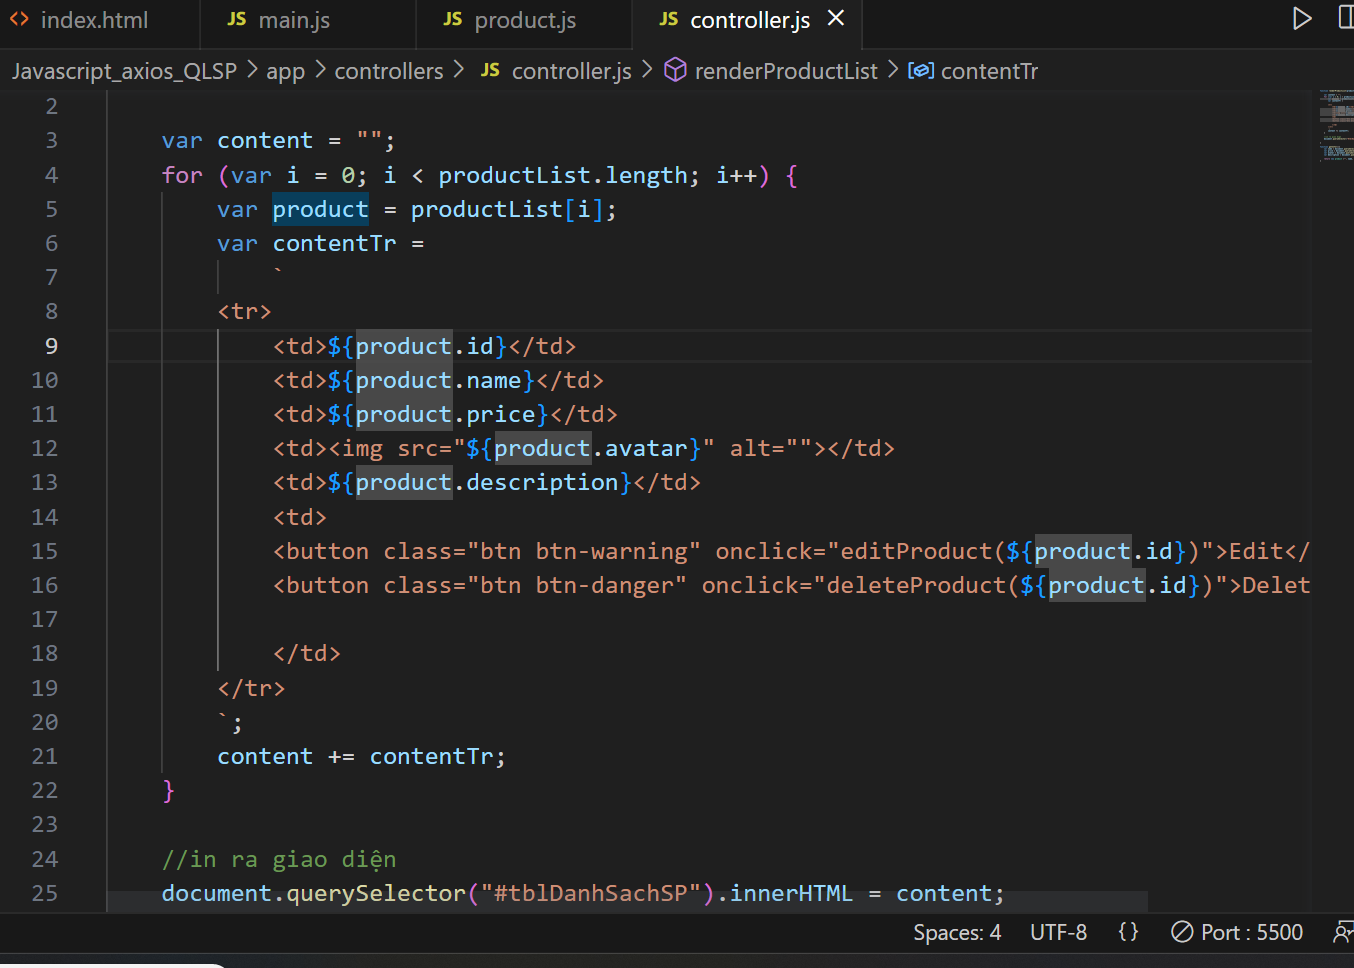 index.html JS main.js JS product.js JS controller.js
Javascript_axios_QLSP > app > controllers > JS controller.js > renderProductList > contentTr
2
3 var content = "";
4 for (var i = 0; i < productList.length; i++) {
5 var product = productList[i];
6 var contentTr =
7 `
8 <tr>
9 <td>${product.id}</td>
10 <td>${product.name}</td>
11 <td>${product.price}</td>
12 <td><img src="${product.avatar}" alt=""></td>
13 <td>${product.description}</td>
14 <td>
15 <button class="btn btn-warning" onclick="editProduct(${product.id})">Edit</
16 <button class="btn btn-danger" onclick="deleteProduct(${product.id})">Delet
17
18 </td>
19 </tr>
20 `;
21 content += contentTr;
22 }
23
24 //in ra giao diện
25 document.querySelector("#tblDanhSachSP").innerHTML = content;
Spaces: 4 UTF-8 {} Port : 5500